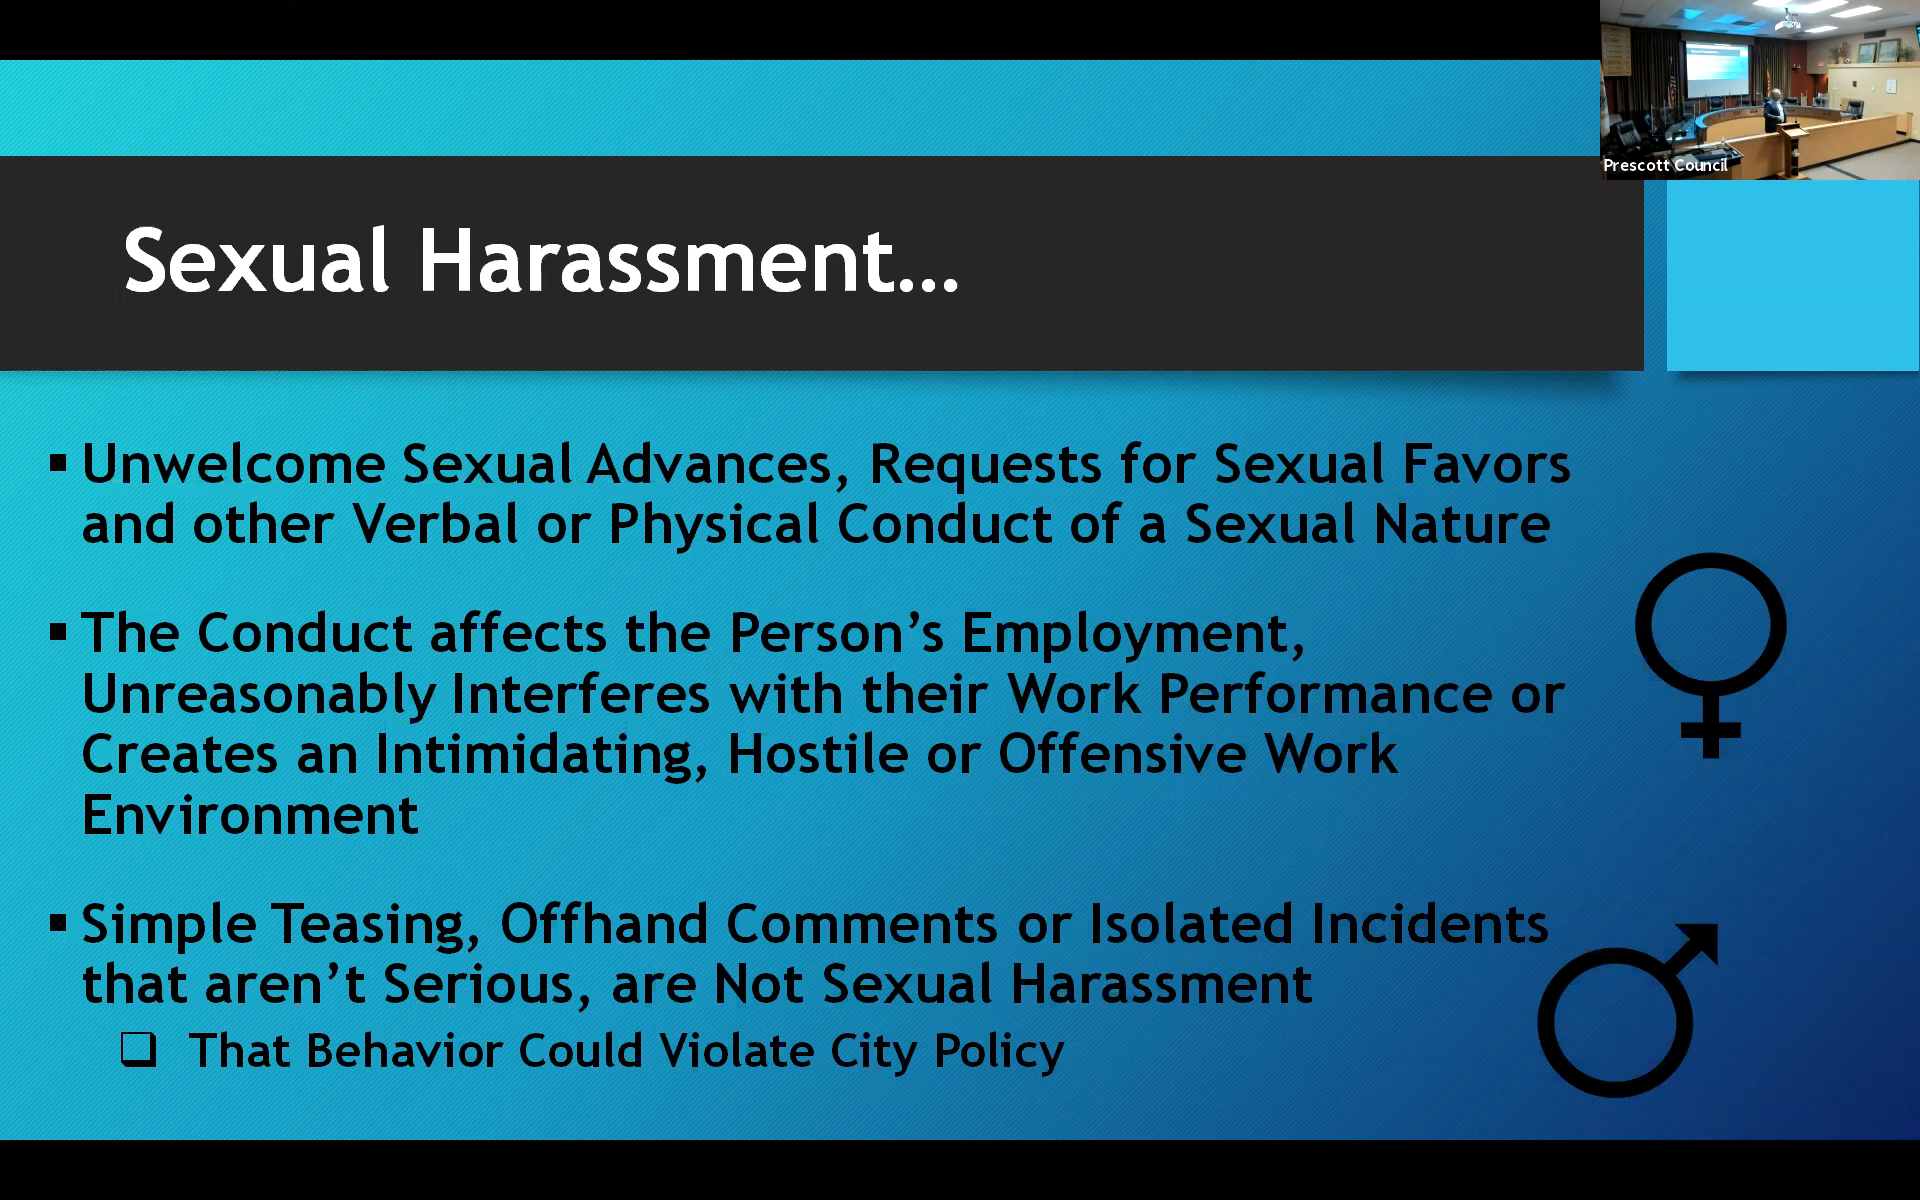 Prescott Council
Sexual Harassment...
▪ Unwelcome Sexual Advances, Requests for Sexual Favors
and other Verbal or Physical Conduct of a Sexual Nature
▪ The Conduct affects the Person’s Employment,
Unreasonably Interferes with their Work Performance or
Creates an Intimidating, Hostile or Offensive Work
Environment
▪ Simple Teasing, Offhand Comments or Isolated Incidents
that aren’t Serious, are Not Sexual Harassment
❑ That Behavior Could Violate City Policy